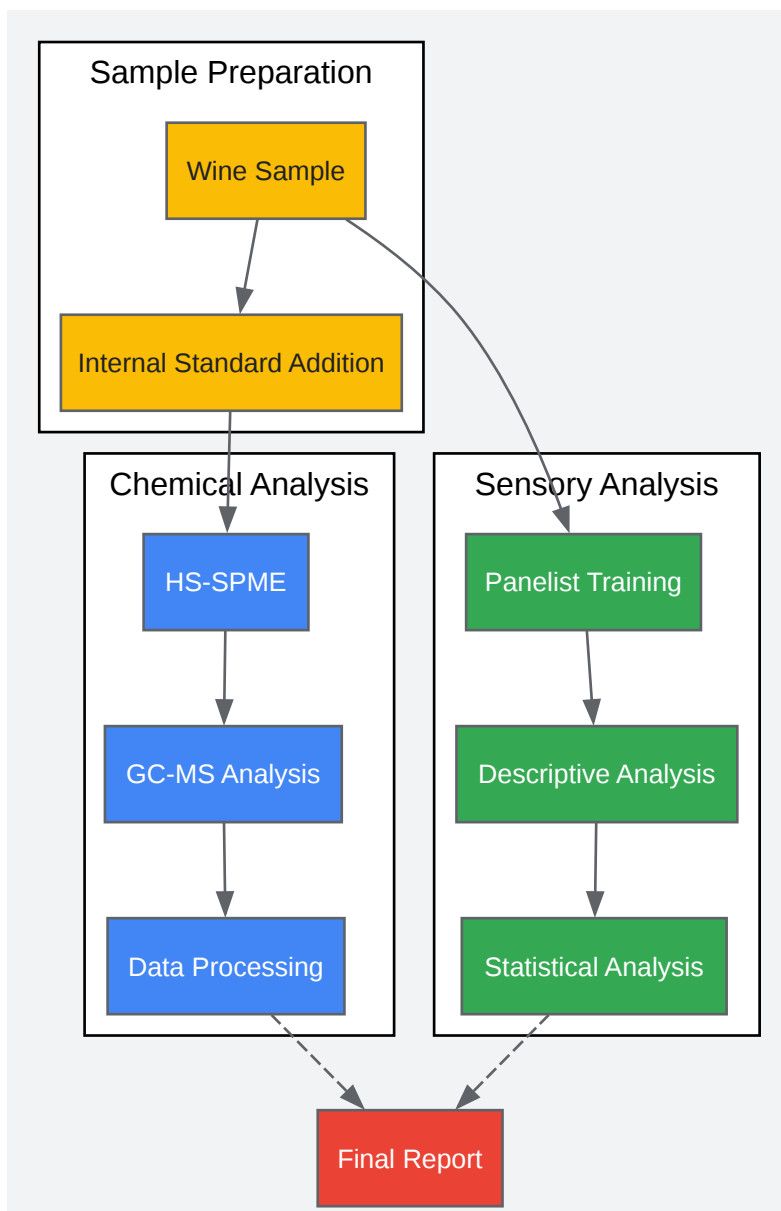 Sample Preparation
Wine Sample
Internal Standard Addition
Chemical Analysis
HS-SPME
GC-MS Analysis
Data Processing
Sensory Analysis
Panelist Training
Descriptive Analysis
Statistical Analysis
Final Report